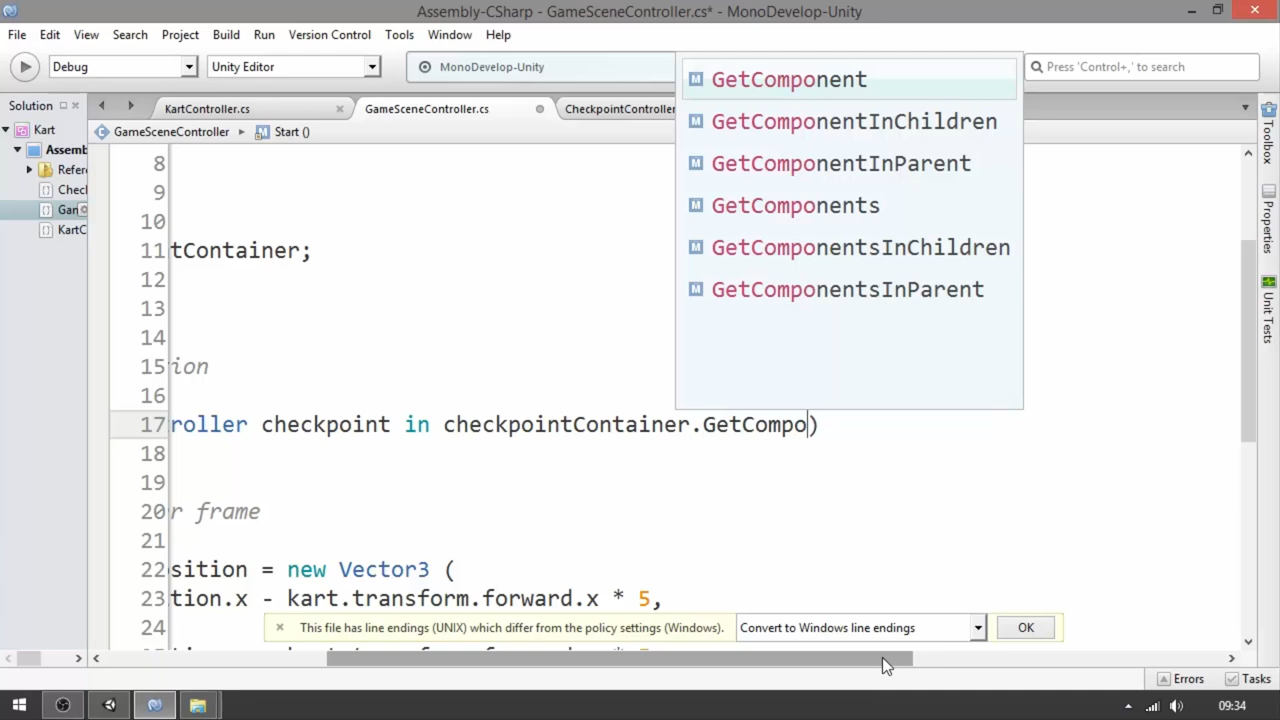 Assembly-CSharp - GameSceneController.cs* - MonoDevelop-Unity
File Edit View Search Project Build Run Version Control Tools Window Help
Debug Unity Editor MonoDevelop-Unity Press 'Control+,' to search
Solution KartController.cs GameSceneController.cs CheckpointController
Kart GameSceneController Start ()
Assemb
Refere
Check
Gam
KartC
GetComponent
GetComponentInChildren
GetComponentInParent
GetComponents
GetComponentsInChildren
GetComponentsInParent
8
9
10
11 tContainer;
12
13
14
15 ion
16
17 roller checkpoint in checkpointContainer.GetCompo)
18
19
20 r frame
21
22 sition = new Vector3 (
23 tion.x - kart.transform.forward.x * 5,
24
This file has line endings (UNIX) which differ from the policy settings (Windows). Convert to Windows line endings OK
Toolbox
Properties
Unit Tests
Errors Tasks
09:34